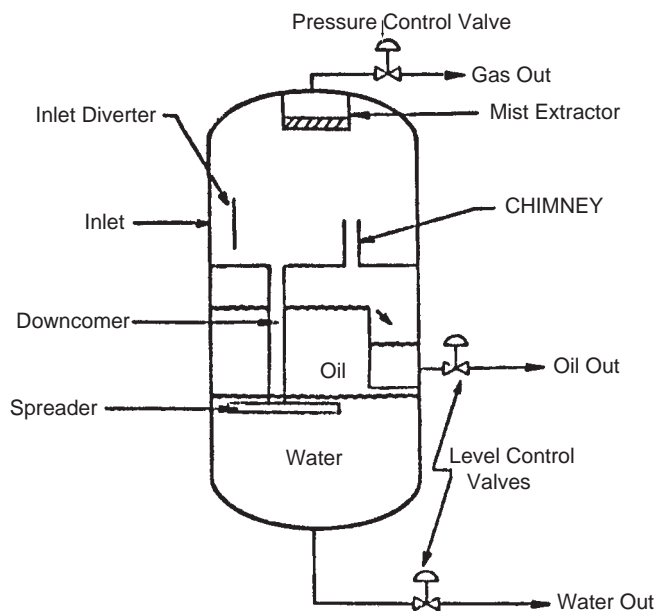 Pressure Control Valve
Gas Out
Inlet Diverter
Mist Extractor
Inlet
CHIMNEY
Downcomer
Oil
Oil Out
Spreader
Water
Level Control
Valves
Water Out